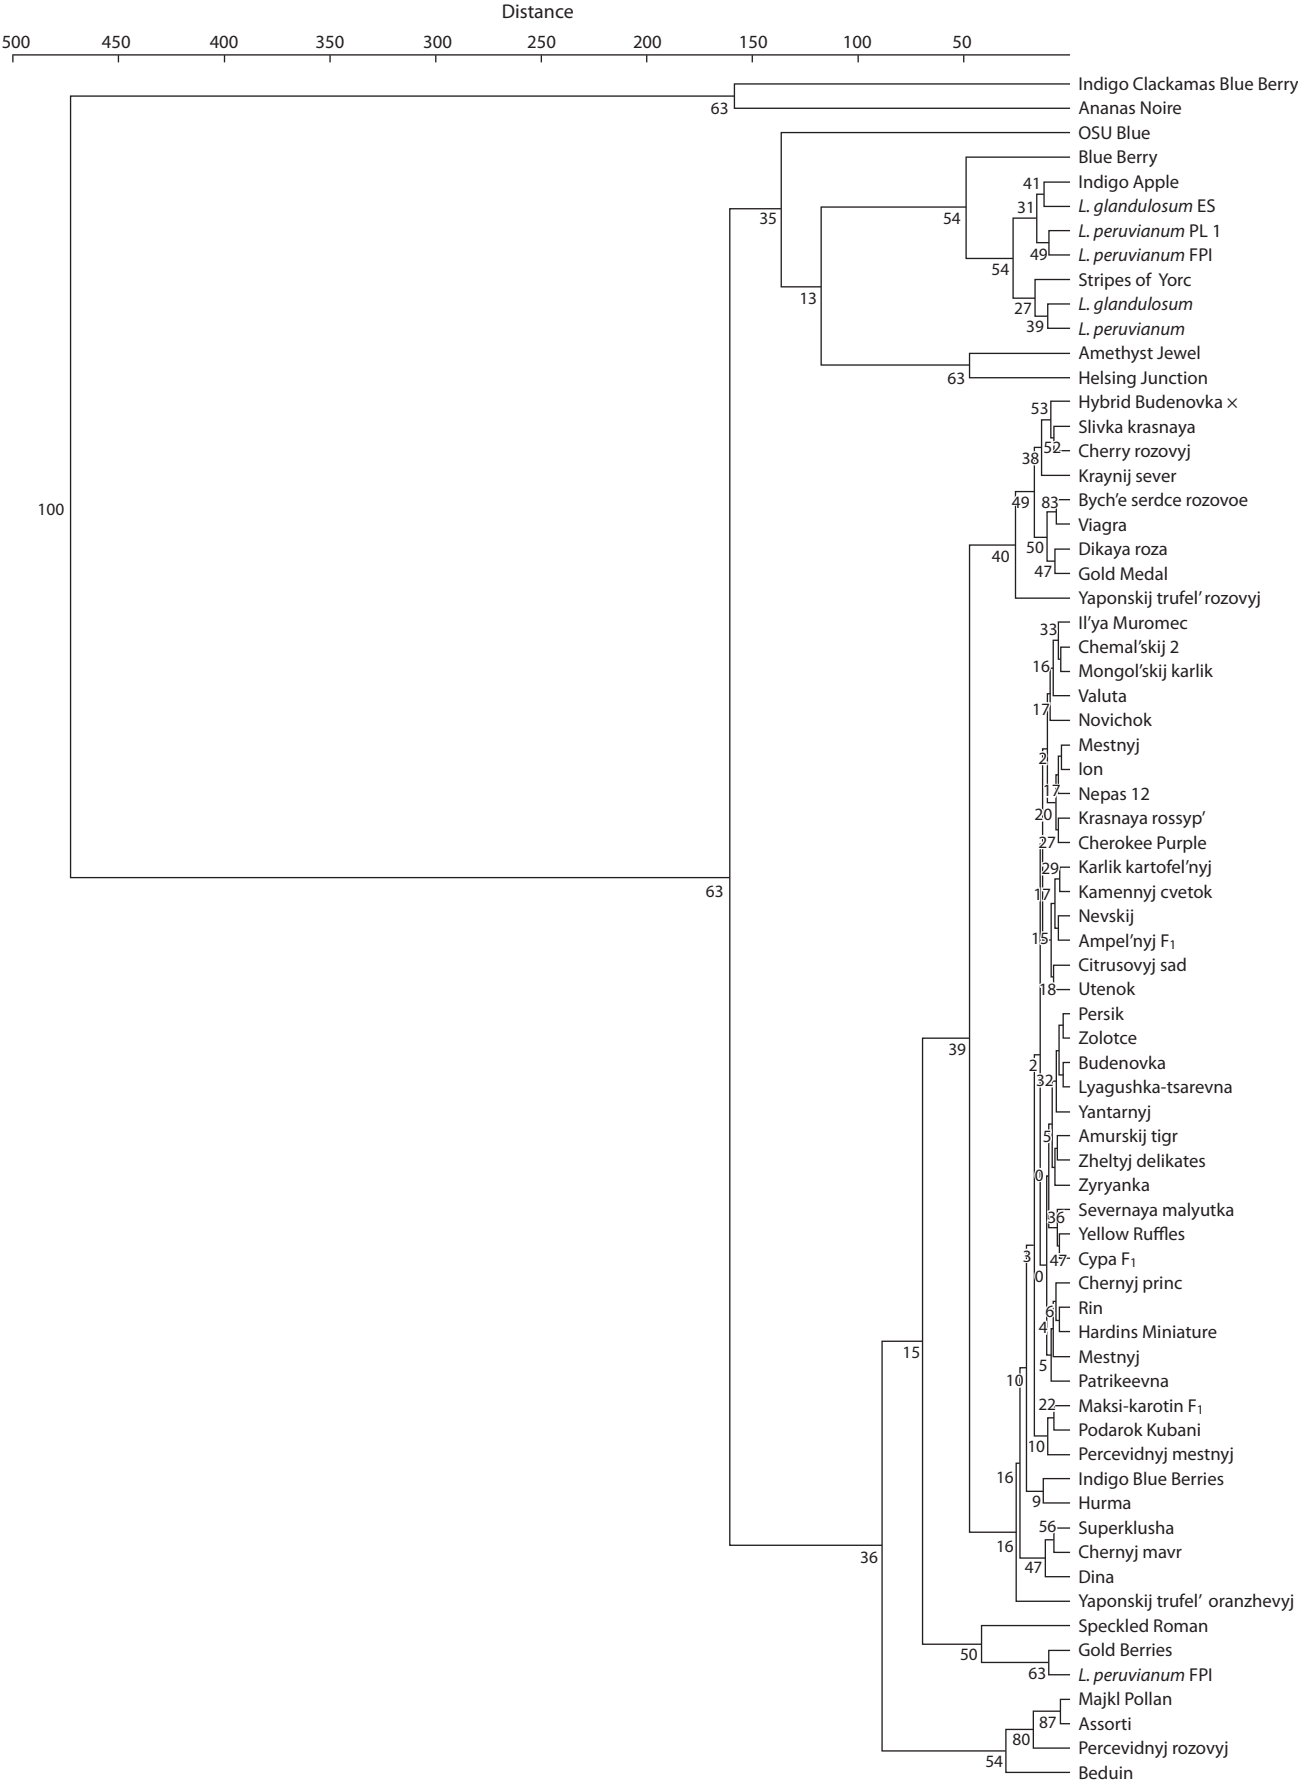 Distance
500 450 400 350 300 250 200 150 100 50
Indigo Clackamas Blue Berry
63
Ananas Noire
OSU Blue
Blue Berry
41 Indigo Apple
31 L. glandulosum ES
35 54
L. peruvianum PL 1
49 L. peruvianum FPI
54
Stripes of Yorc
13 27 L. glandulosum
39 L. peruvianum
Amethyst Jewel
63 Helsing Junction
53 Hybrid Budenovka ×
Slivka krasnaya
52 Cherry rozovyj
38
Kraynij sever
49 83 Bych’e serdce rozovoe
100
Viagra
50 Dikaya roza
40
47 Gold Medal
Yaponskij trufel’ rozovyj
33 Il’ya Muromec
Chemal’skij 2
16 Mongol’skij karlik
Valuta
17 Novichok
Mestnyj
2 Ion
17 Nepas 12
20 Krasnaya rossyp’
27 Cherokee Purple
29 Karlik kartofel’nyj
63 17 Kamennyj cvetok
Nevskij
15 Ampel’nyj F₁
Citrusovyj sad
18 Utenok
Persik
Zolotce
39
2 Budenovka
32 Lyagushka-tsarevna
Yantarnyj
5 Amurskij tigr
Zheltyj delikates
0 Zyryanka
36 Severnaya malyutka
Yellow Ruffles
3 47 Cypa F₁
0 Chernyj princ
6 Rin
4 Hardins Miniature
15 5 Mestnyj
10 Patrikeevna
22 Maksi-karotin F₁
Podarok Kubani
10 Percevidnyj mestnyj
16 Indigo Blue Berries
9 Hurma
56 Superklusha
16
36 Chernyj mavr
47 Dina
Yaponskij trufel’ oranzhevyj
Speckled Roman
50 Gold Berries
63 L. peruvianum FPI
Majkl Pollan
87 Assorti
80 Percevidnyj rozovyj
54 Beduin